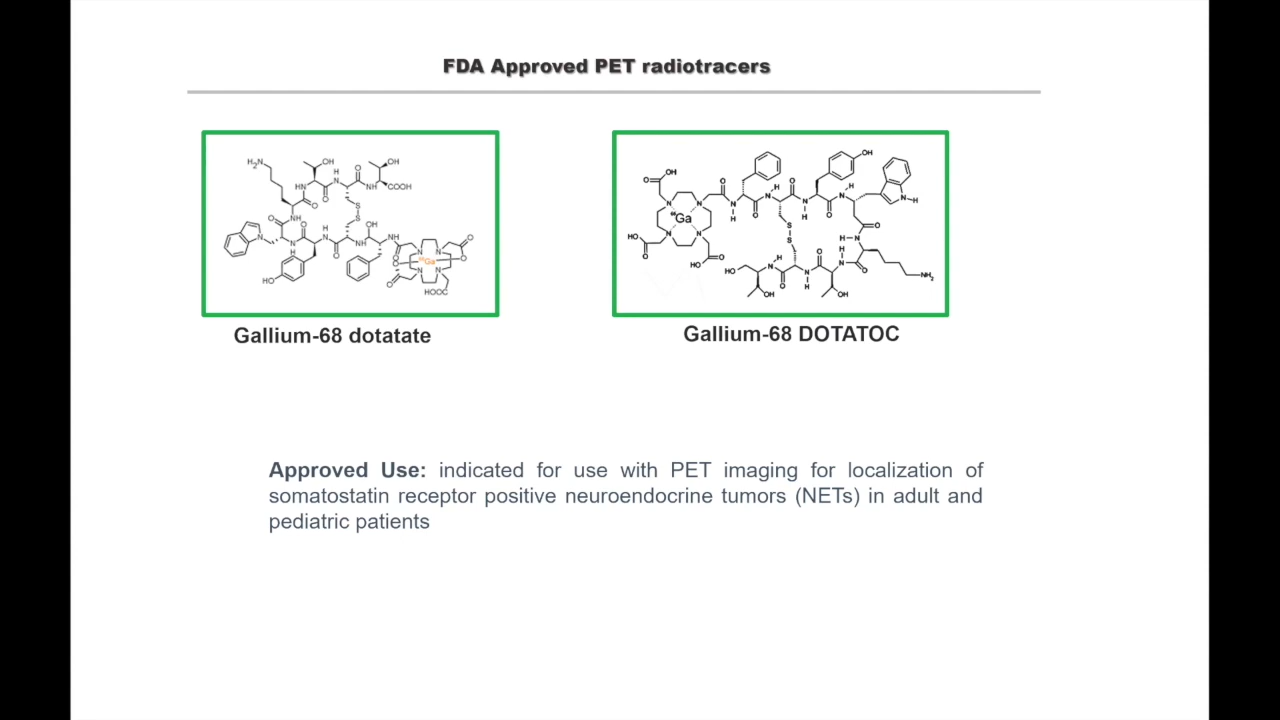 FDA Approved PET radiotracers
Gallium-68 dotatate
Gallium-68 DOTATOC
Approved Use: indicated for use with PET imaging for localization of
somatostatin receptor positive neuroendocrine tumors (NETs) in adult and
pediatric patients